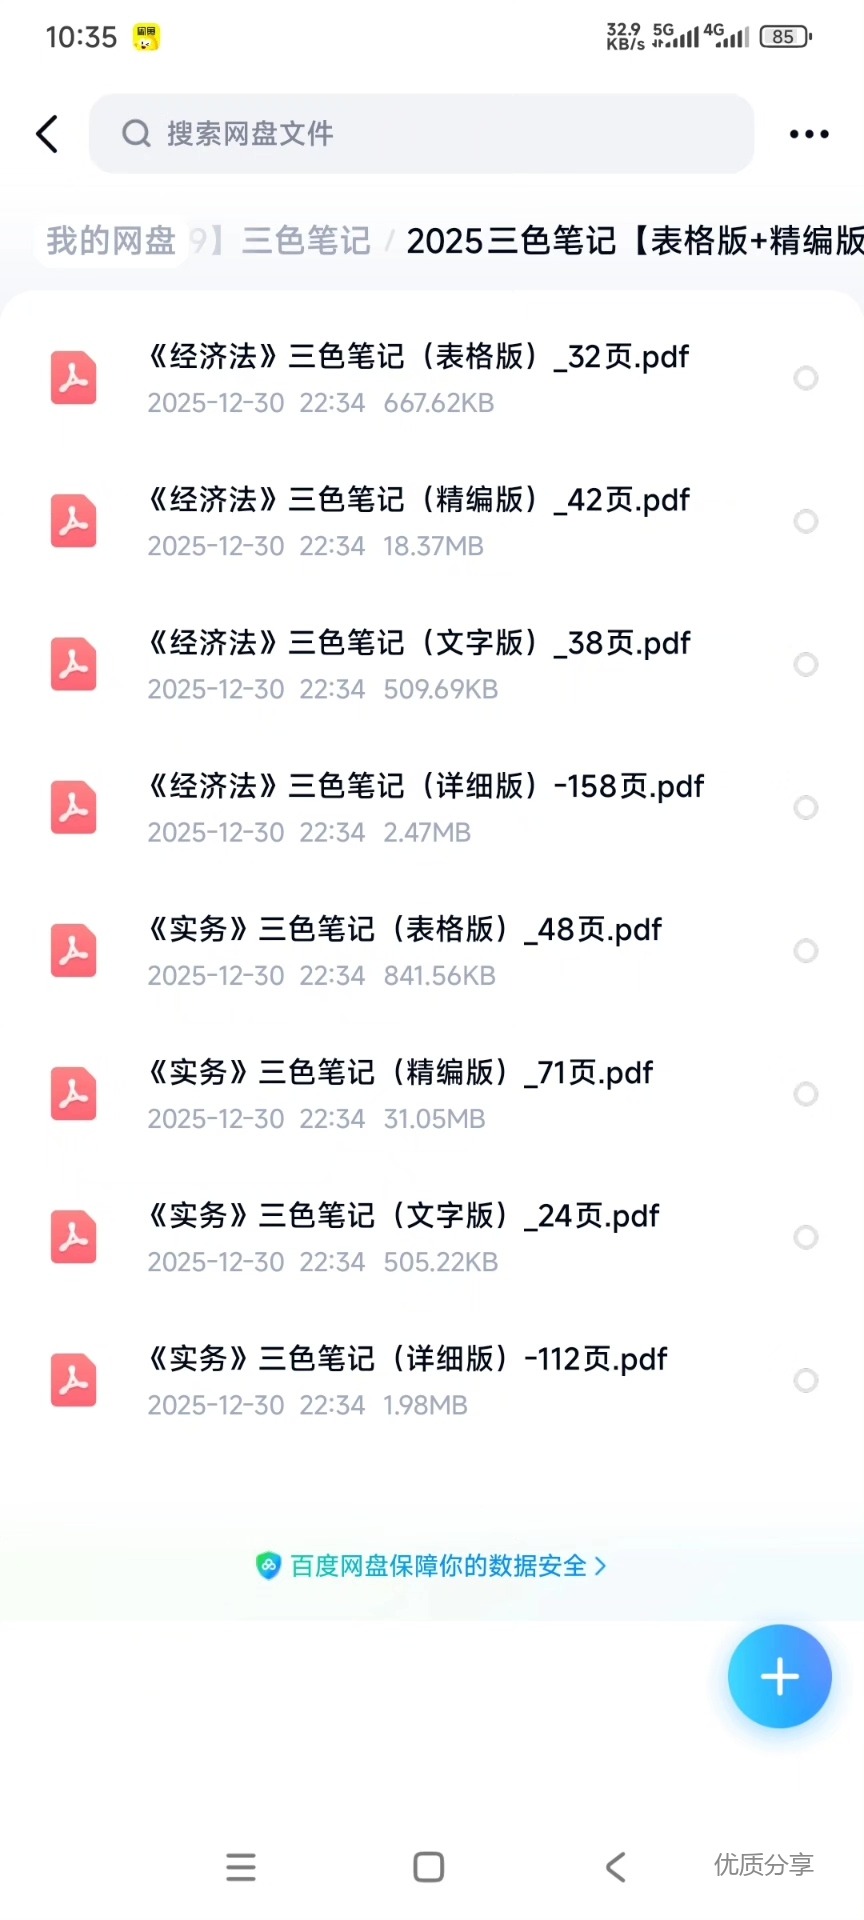 10:35
32.9 KB/s 5G 4G 85
搜索网盘文件
我的网盘 9】三色笔记 / 2025三色笔记【表格版+精编版
《经济法》三色笔记（表格版）_32页.pdf
2025-12-30 22:34 667.62KB
《经济法》三色笔记（精编版）_42页.pdf
2025-12-30 22:34 18.37MB
《经济法》三色笔记（文字版）_38页.pdf
2025-12-30 22:34 509.69KB
《经济法》三色笔记（详细版）-158页.pdf
2025-12-30 22:34 2.47MB
《实务》三色笔记（表格版）_48页.pdf
2025-12-30 22:34 841.56KB
《实务》三色笔记（精编版）_71页.pdf
2025-12-30 22:34 31.05MB
《实务》三色笔记（文字版）_24页.pdf
2025-12-30 22:34 505.22KB
《实务》三色笔记（详细版）-112页.pdf
2025-12-30 22:34 1.98MB
百度网盘保障你的数据安全
优质分享